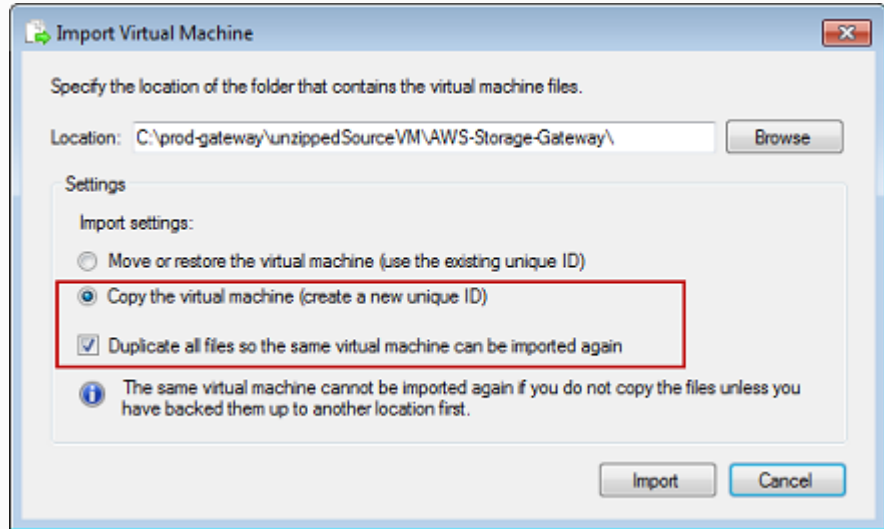 Import Virtual Machine
Specify the location of the folder that contains the virtual machine files.
Location: C:\prod-gateway\unzippedSourceVM\AWS-Storage-Gateway\ Browse
Settings
Import settings:
Move or restore the virtual machine (use the existing unique ID)
Copy the virtual machine (create a new unique ID)
Duplicate all files so the same virtual machine can be imported again
The same virtual machine cannot be imported again if you do not copy the files unless you
have backed them up to another location first.
Import Cancel